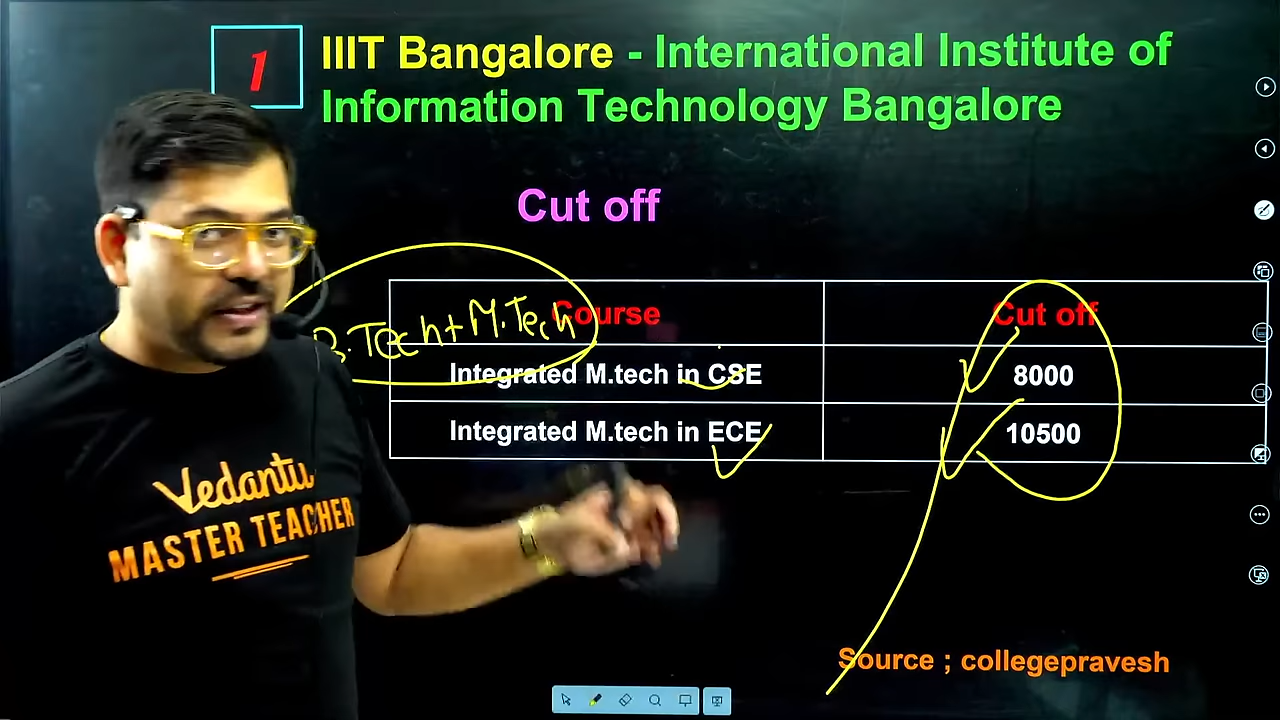 1
IIIT Bangalore - International Institute of
Information Technology Bangalore
Cut off
Course
Cut off
B.Tech+M.Tech
Integrated M.tech in CSE
8000
Integrated M.tech in ECE
10500
Vedantu
MASTER TEACHER
Source ; collegepravesh